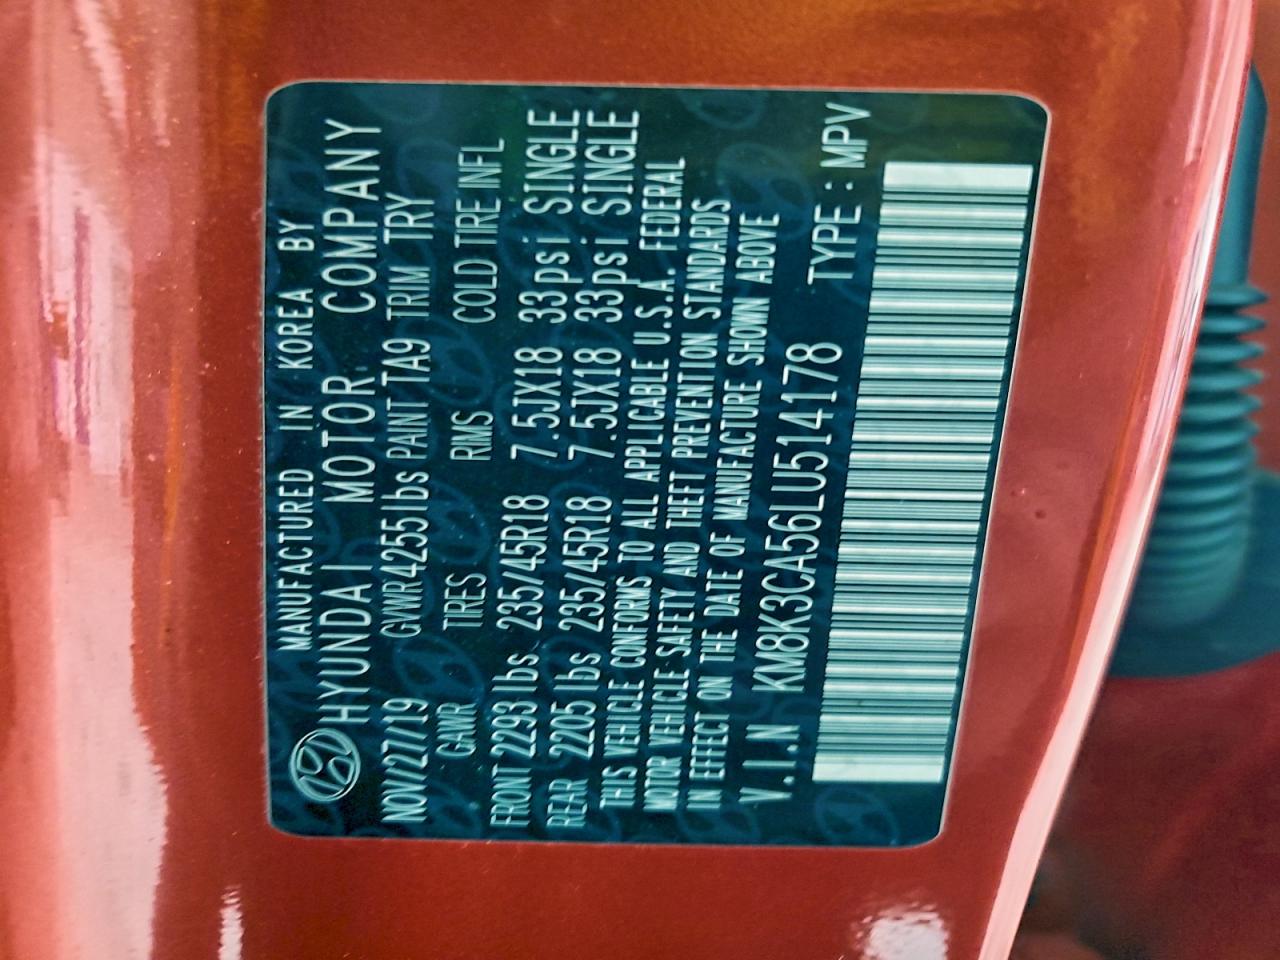 MANUFACTURED IN KOREA BY
HYUNDAI MOTOR COMPANY
NOV/27/19 GVWR4255lbs PAINT TA9 TRIM TRY
GAWR TIRES RIMS COLD TIRE INFL
FRONT 2293lbs 235/45R18 7.5JX18 33psi SINGLE
REAR 2205lbs 235/45R18 7.5JX18 33psi SINGLE
THIS VEHICLE CONFORMS TO ALL APPLICABLE U.S.A. FEDERAL
MOTOR VEHICLE SAFETY AND THEFT PREVENTION STANDARDS
IN EFFECT ON THE DATE OF MANUFACTURE SHOWN ABOVE
V.I.N KM8K3CA56LU514178 TYPE : MPV